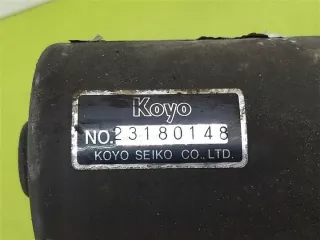 Koyo
NO. 23180148
KOYO SEIKO CO., LTD.